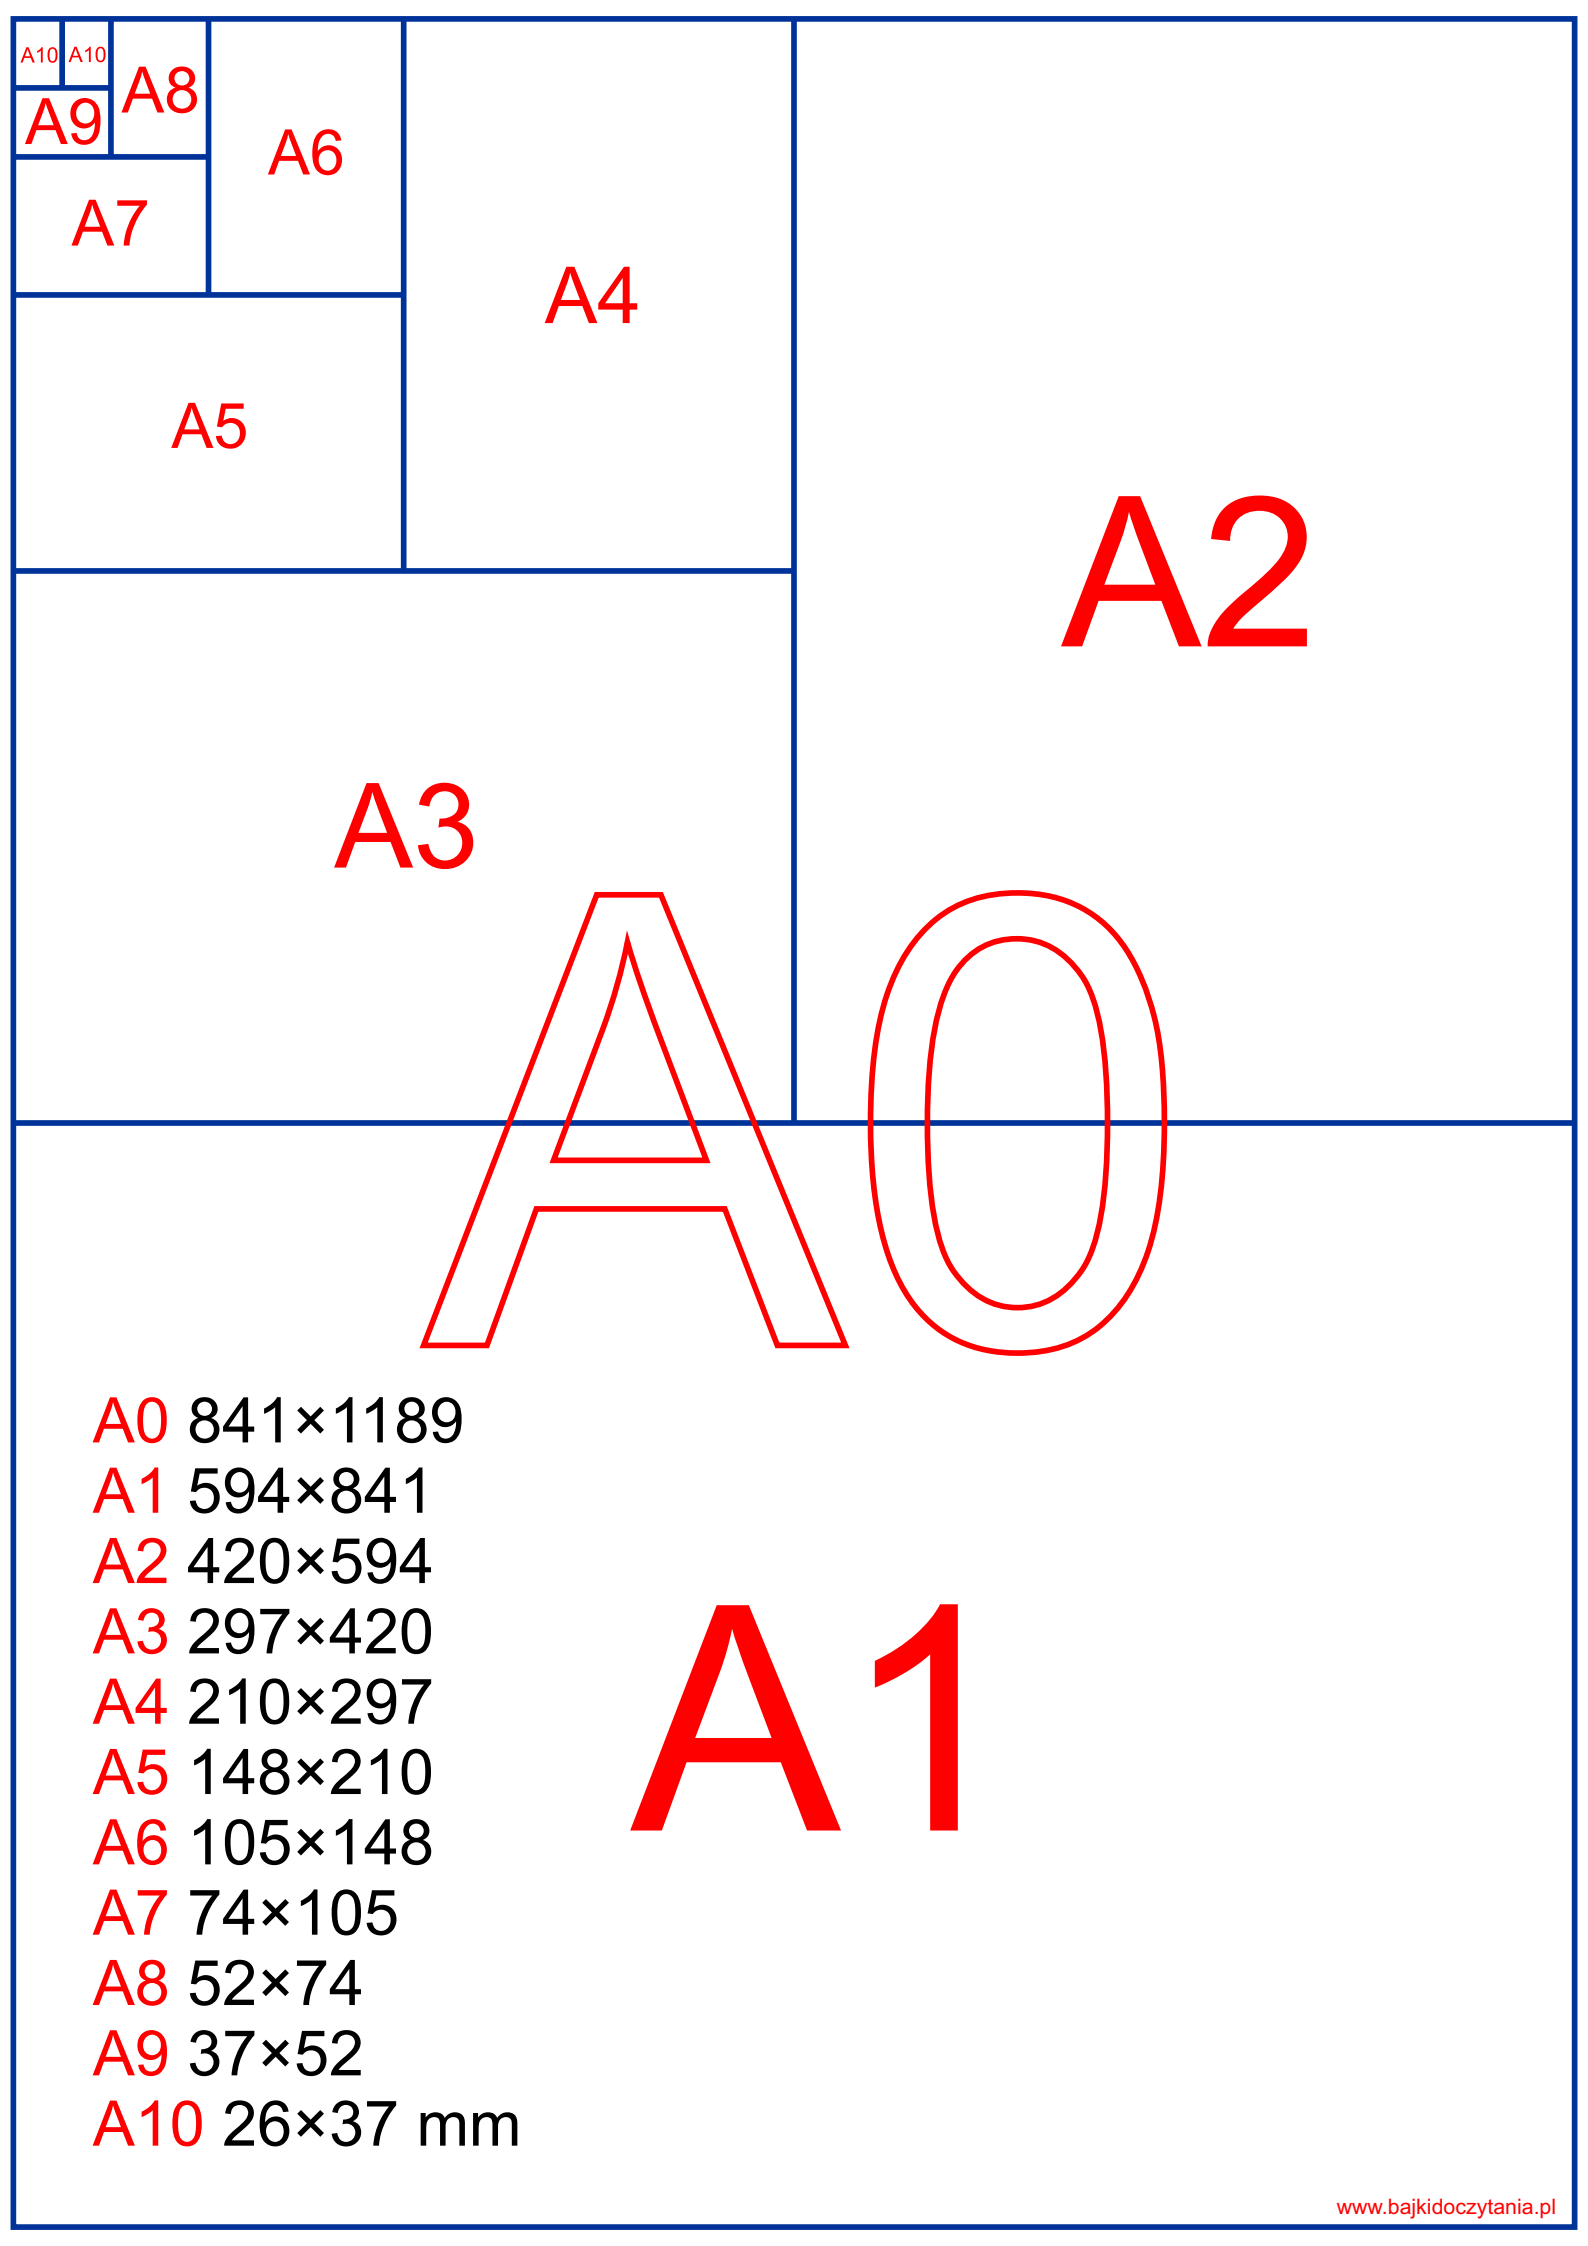 A10 A10
A8
A9
A6
A7
A4
A5
A2
A3
A0
A0 841×1189
A1 594×841
A2 420×594
A3 297×420
A4 210×297
A5 148×210
A6 105×148
A7 74×105
A8 52×74
A9 37×52
A10 26×37 mm
A1
www.bajkidoczytania.pl